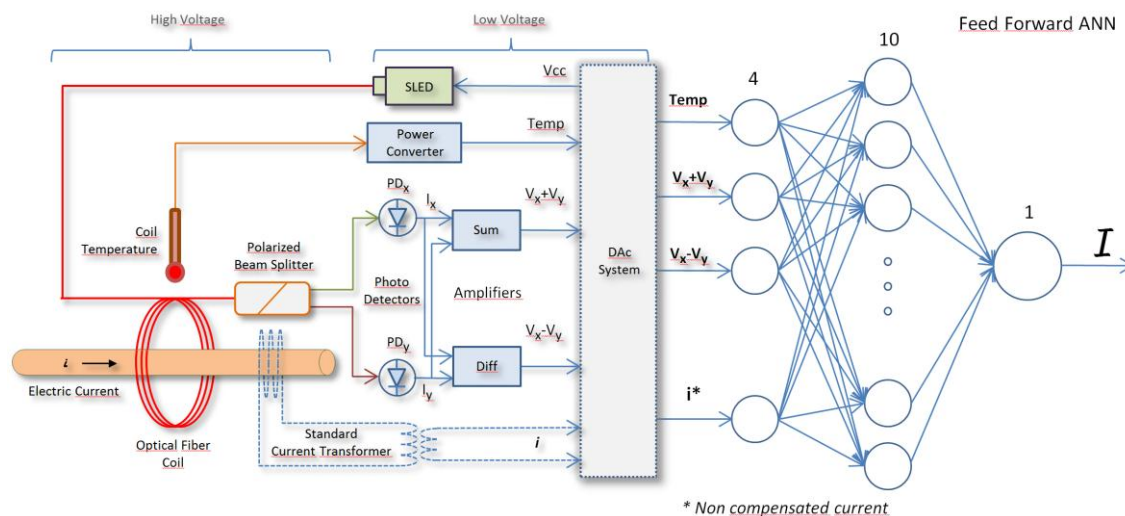 High Voltage
Low Voltage
Feed Forward ANN
SLED
Vcc
Power
Converter
Temp
PDx
Ix
Vx+Vy
Sum
Coil
Temperature
Polarized
Beam Splitter
Photo
Detectors
Amplifiers
DAc
System
PDy
Iy
Vx-Vy
Diff
i
Electric Current
Optical Fiber
Coil
Standard
Current Transformer
i
4
10
1
Temp
Vx+Vy
Vx-Vy
i*
I
* Non compensated current